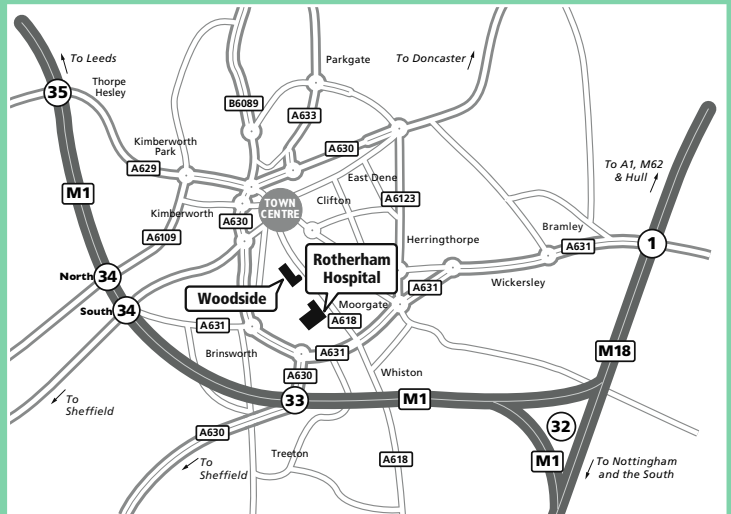 To Leeds
Parkgate
To Doncaster
Thorpe
Hesley
35
B6089
A633
Kimberworth
Park
A630
To A1, M62
& Hull
A629
East Dene
M1
TOWN
CENTRE
Clifton
A6123
Kimberworth
A630
Bramley
A6109
Herringthorpe
A631
1
Rotherham
Hospital
North
34
Wickersley
A631
Woodside
Moorgate
South
34
A618
A631
M18
Brinsworth
A631
Whiston
A630
To
Sheffield
33
M1
32
A630
Treeton
To
Sheffield
A618
M1
To Nottingham
and the South